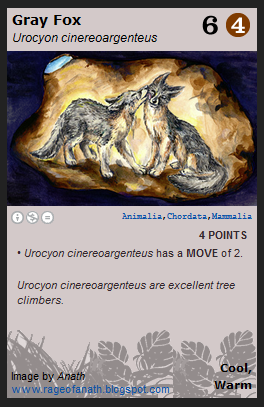 Gray Fox
Urocyon cinereoargenteus
6 4
Animalia,Chordata,Mammalia
4 POINTS
• Urocyon cinereoargenteus has a MOVE of 2.
Urocyon cinereoargenteus are excellent tree
climbers.
Cool,
Warm
Image by Anath
www.rageofanath.blogspot.com